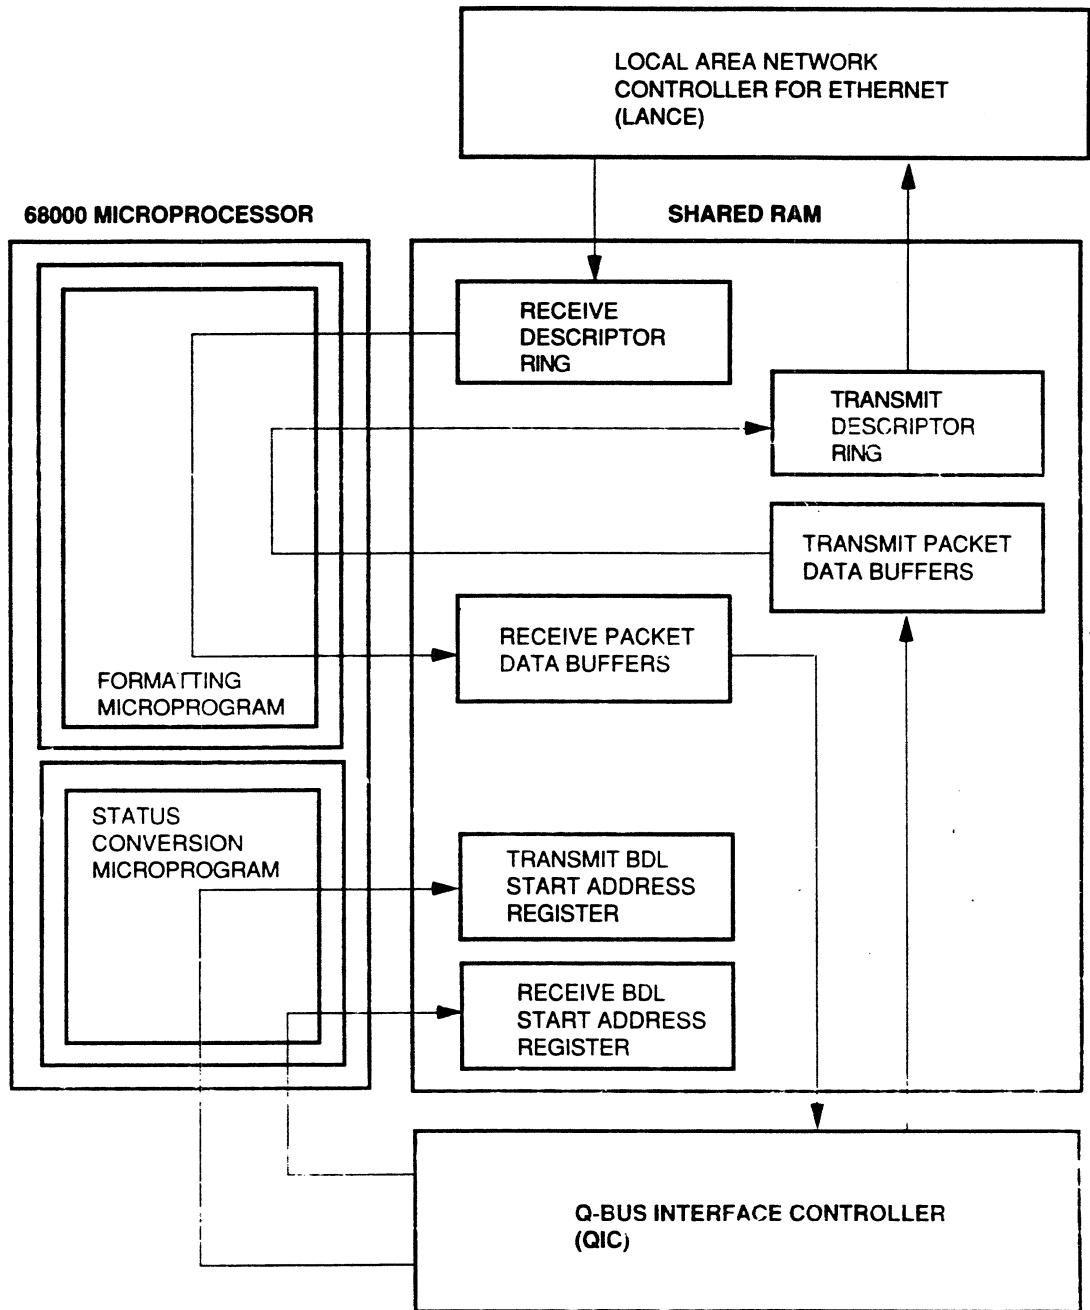 LOCAL AREA NETWORK
CONTROLLER FOR ETHERNET
(LANCE)
68000 MICROPROCESSOR
SHARED RAM
RECEIVE
DESCRIPTOR
RING
TRANSMIT
DESCRIPTOR
RING
TRANSMIT PACKET
DATA BUFFERS
RECEIVE PACKET
DATA BUFFERS
FORMATTING
MICROPROGRAM
STATUS
CONVERSION
MICROPROGRAM
TRANSMIT BDL
START ADDRESS
REGISTER
RECEIVE BDL
START ADDRESS
REGISTER
Q-BUS INTERFACE CONTROLLER
(QIC)